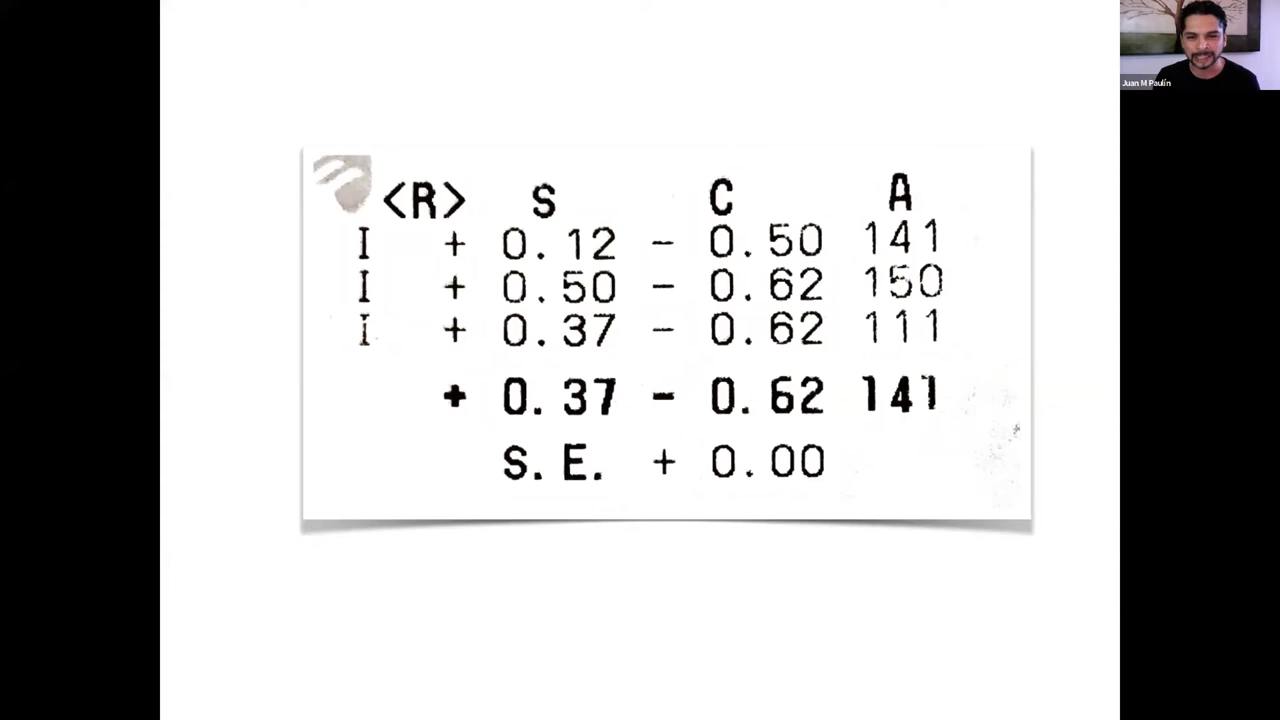 <R> S C A
I + 0.12 - 0.50 141
I + 0.50 - 0.62 150
I + 0.37 - 0.62 111
+ 0.37 - 0.62 141
S.E. + 0.00
Juan M Paulín